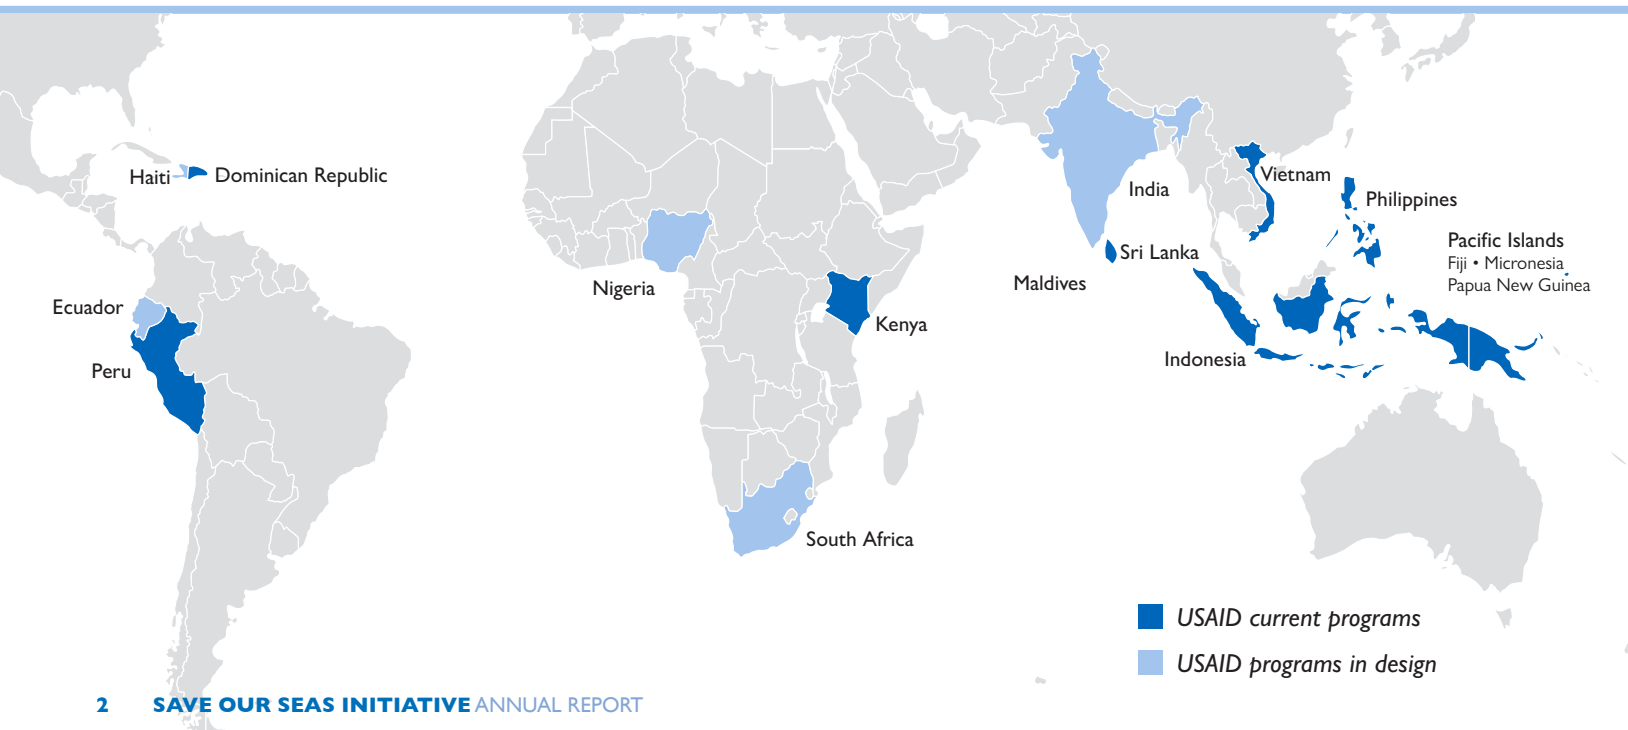 Haiti
Dominican Republic
Vietnam
India
Philippines
Pacific Islands
Fiji • Micronesia
Papua New Guinea
Sri Lanka
Maldives
Nigeria
Ecuador
Kenya
Indonesia
Peru
South Africa
USAID current programs
USAID programs in design
2 SAVE OUR SEAS INITIATIVE ANNUAL REPORT